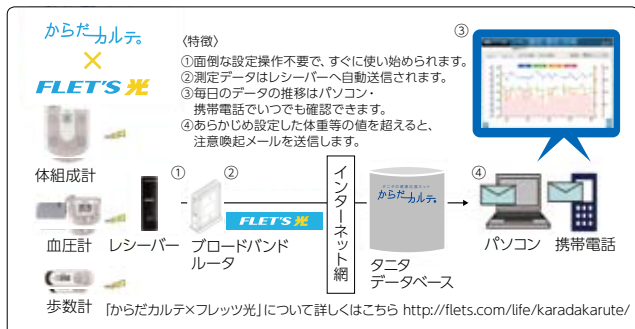 からだカルテ。
×
FLET'S 光
〈特徴〉
①面倒な設定操作不要で、すぐに使い始められます。
②測定データはレシーバーへ自動送信されます。
③毎日のデータの推移はパソコン・
携帯電話でいつでも確認できます。
④あらかじめ設定した体重等の値を超えると、
注意喚起メールを送信します。
③
体組成計
血圧計
歩数計
①
レシーバー
②
ブロードバンド
ルータ
FLET'S 光
インターネット網
からだカルテ。
タニタ
データベース
④
パソコン
携帯電話
「からだカルテ×フレッツ光」について詳しくはこちら http://flets.com/life/karadakarute/